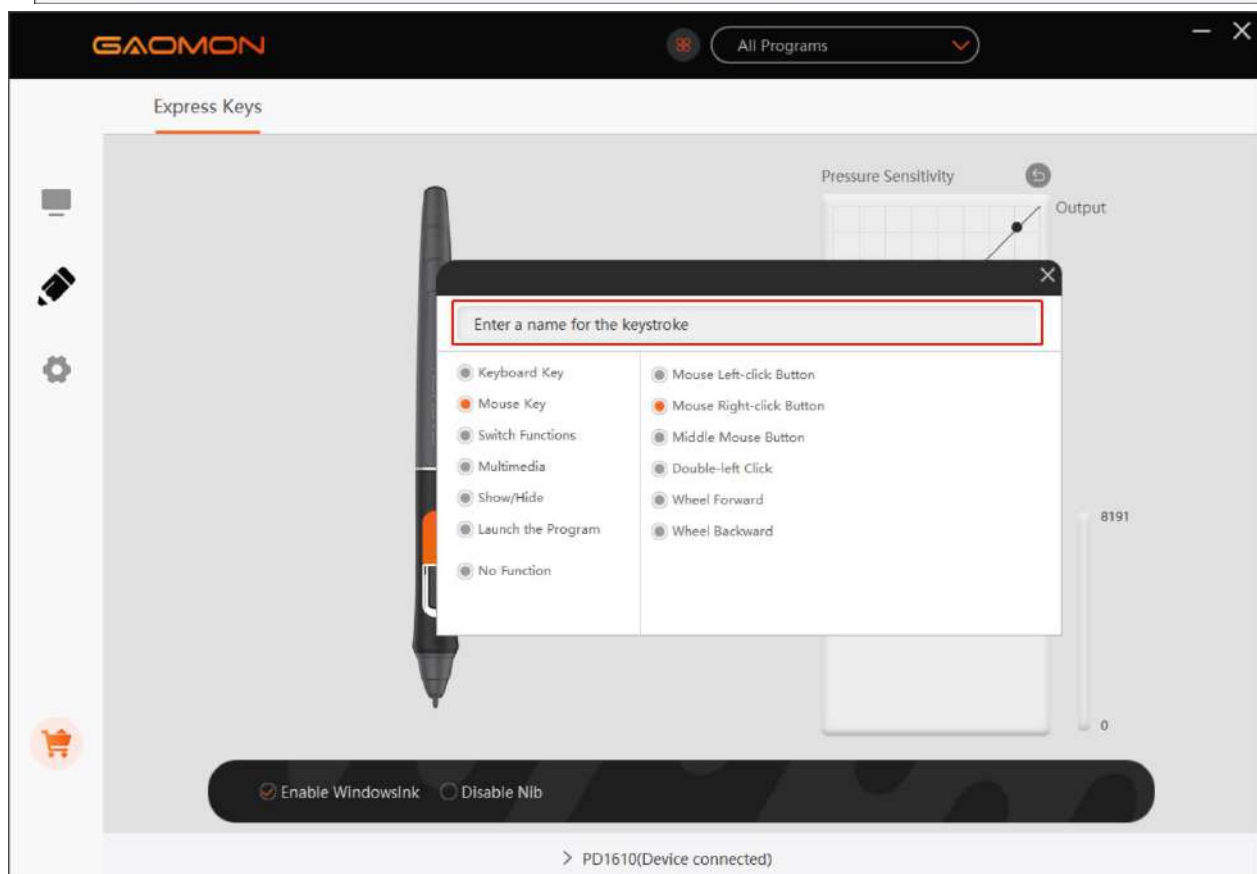 GAOMON
All Programs
Express Keys
Pressure Sensitivity
Output
Enter a name for the keystroke
Keyboard Key
Mouse Key
Switch Functions
Multimedia
Show/Hide
Launch the Program
No Function
Mouse Left-click Button
Mouse Right-click Button
Middle Mouse Button
Double-left Click
Wheel Forward
Wheel Backward
8191
0
Enable WindowsInk
Disable Nib
PD1610(Device connected)